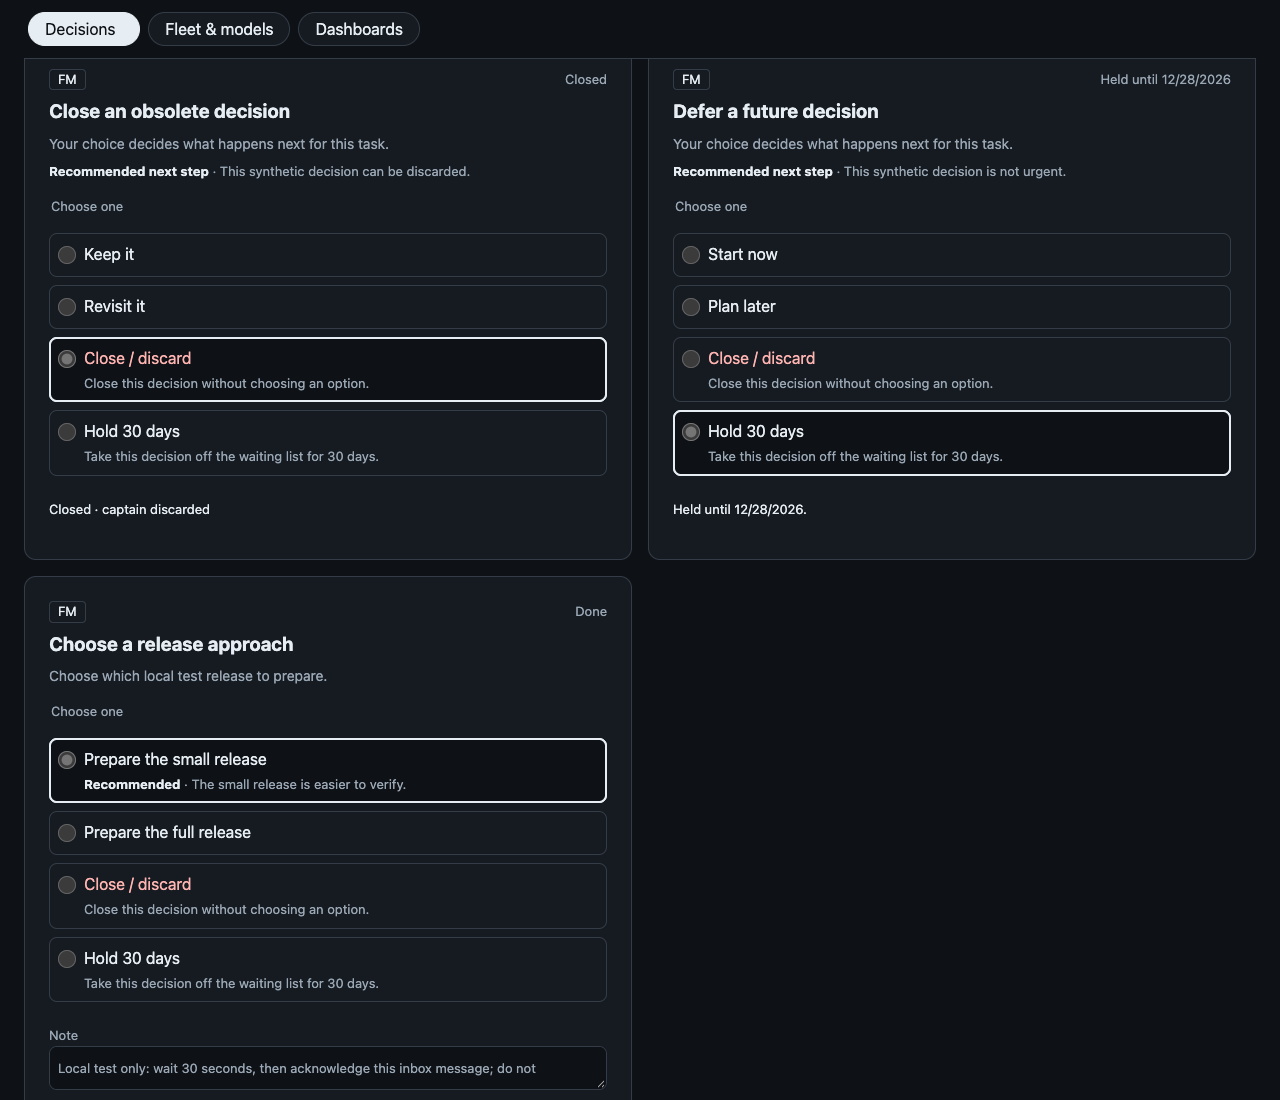 Decisions
Fleet & models
Dashboards
FM
Closed
Close an obsolete decision
Your choice decides what happens next for this task.
Recommended next step · This synthetic decision can be discarded.
Choose one
Keep it
Revisit it
Close / discard
Close this decision without choosing an option.
Hold 30 days
Take this decision off the waiting list for 30 days.
Closed · captain discarded
FM
Held until 12/28/2026
Defer a future decision
Your choice decides what happens next for this task.
Recommended next step · This synthetic decision is not urgent.
Choose one
Start now
Plan later
Close / discard
Close this decision without choosing an option.
Hold 30 days
Take this decision off the waiting list for 30 days.
Held until 12/28/2026.
FM
Done
Choose a release approach
Choose which local test release to prepare.
Choose one
Prepare the small release
Recommended · The small release is easier to verify.
Prepare the full release
Close / discard
Close this decision without choosing an option.
Hold 30 days
Take this decision off the waiting list for 30 days.
Note
Local test only: wait 30 seconds, then acknowledge this inbox message; do not